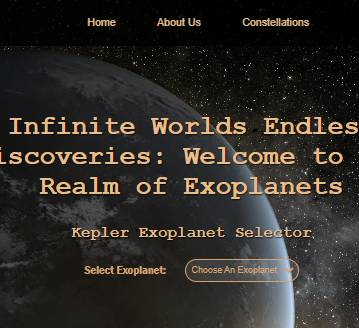 Home About Us Constellations
Infinite Worlds Endles
iscoveries: Welcome to
Realm of Exoplanets
Kepler Exoplanet Selector
Select Exoplanet: Choose An Exoplanet